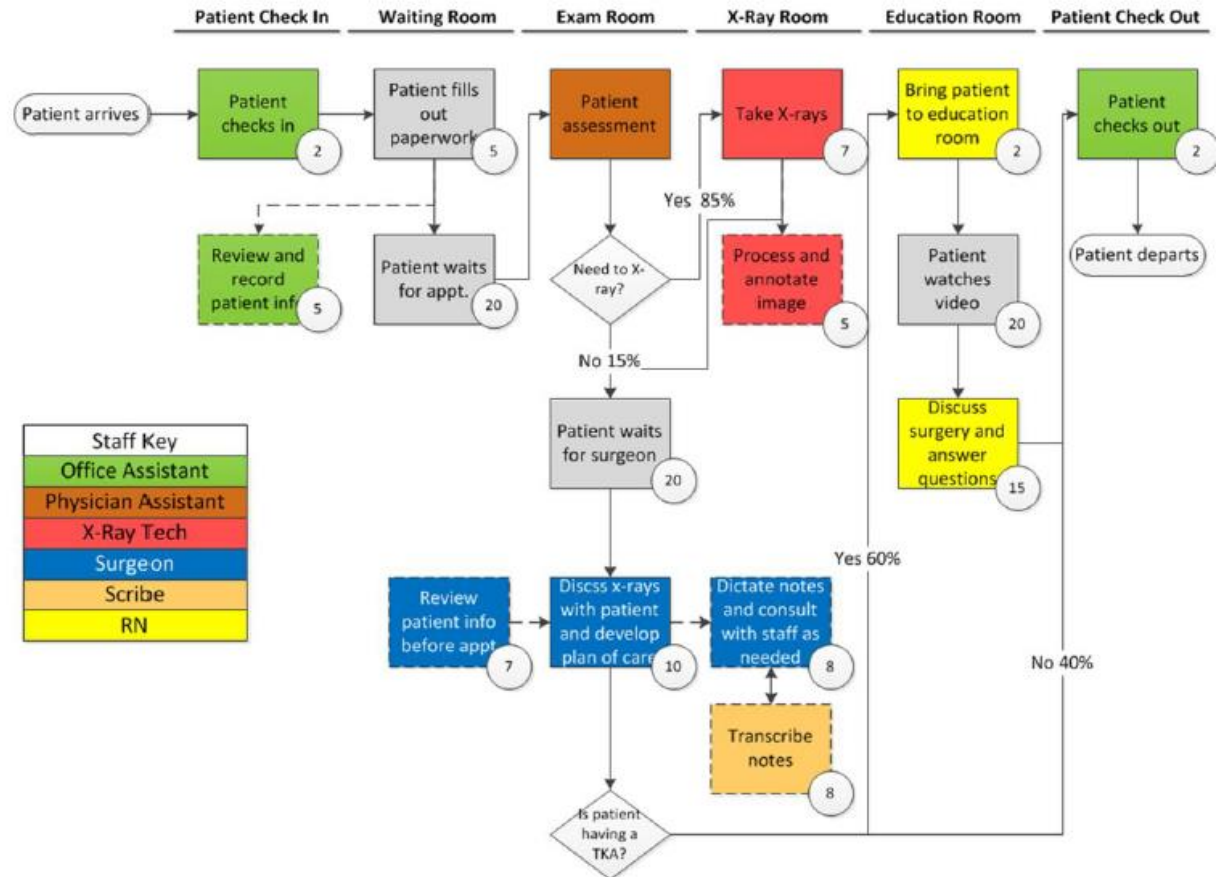 Patient Check In
Waiting Room
Exam Room
X-Ray Room
Education Room
Patient Check Out
Patient arrives
Patient
checks in
2
Patient fills
out
paperwork
5
Patient
assessment
Take X-rays
7
Bring patient
to education
room
2
Patient
checks out
2
Yes 85%
Review and
record
patient info
5
Patient waits
for appt.
20
Need to X-
ray?
Process and
annotate
image
5
Patient
watches
video
20
Patient departs
No 15%
Patient waits
for surgeon
20
Discuss
surgery and
answer
questions
15
Staff Key
Office Assistant
Physician Assistant
X-Ray Tech
Surgeon
Scribe
RN
Yes 60%
Review
patient info
before appt
7
Discss x-rays
with patient
and develop
plan of care
10
Dictate notes
and consult
with staff as
needed
8
No 40%
Transcribe
notes
8
Is patient
having a
TKA?